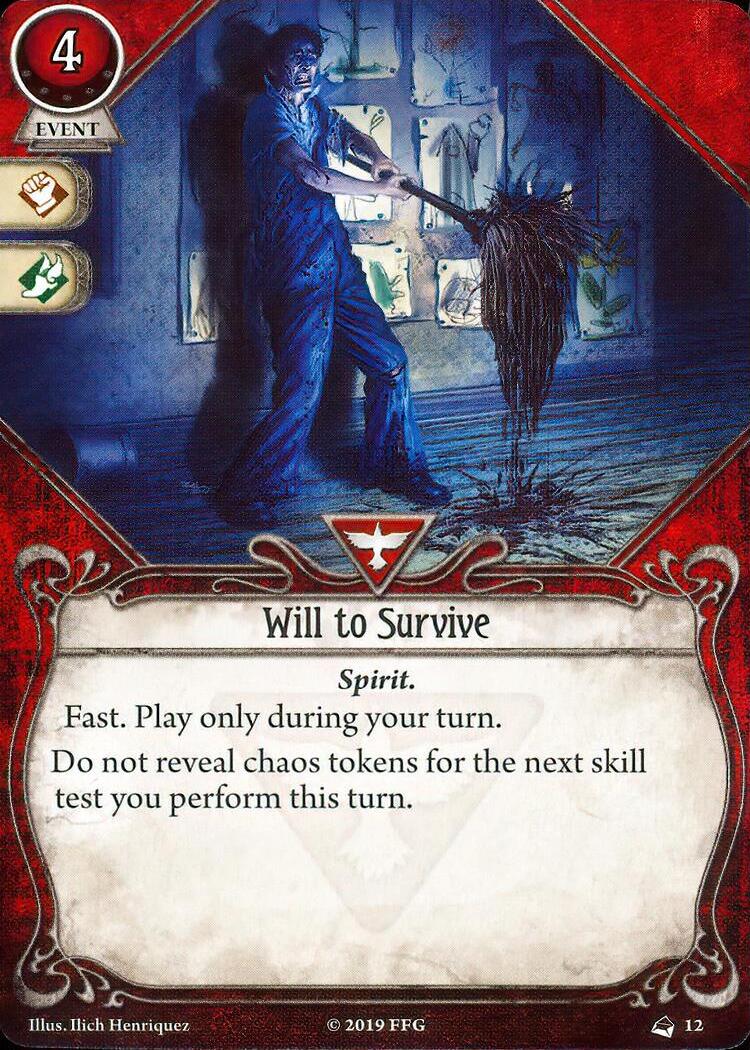 4
EVENT
Will to Survive
Spirit.
Fast. Play only during your turn.
Do not reveal chaos tokens for the next skill
test you perform this turn.
Illus. Ilich Henriquez
© 2019 FFG
12